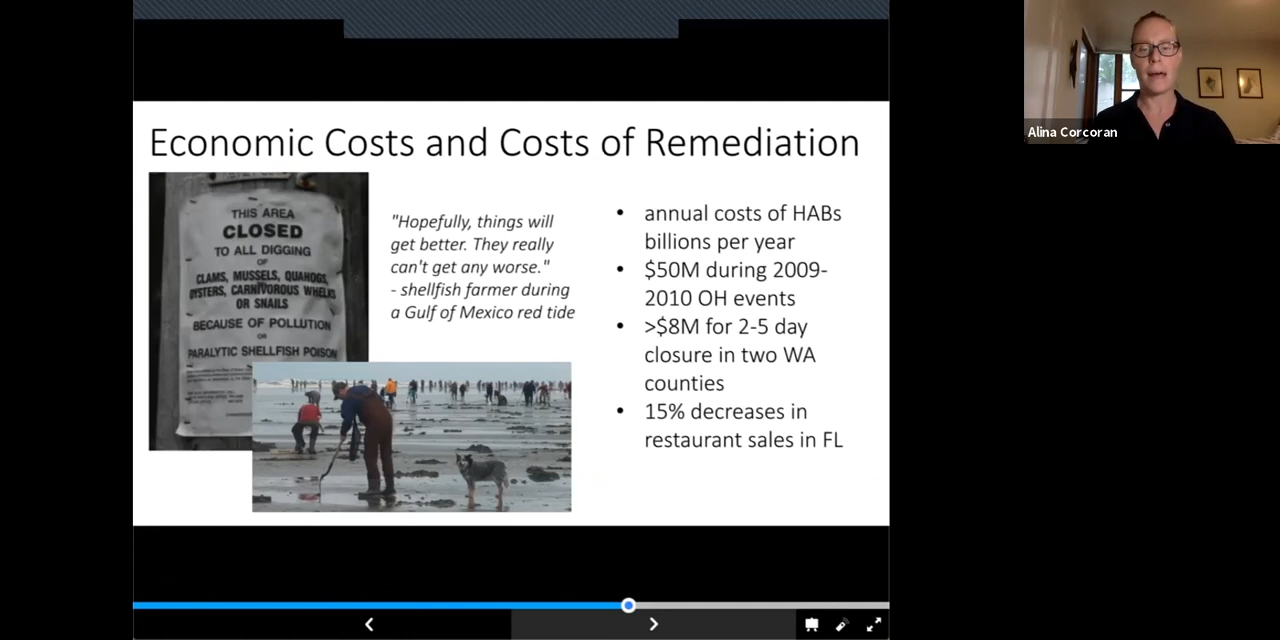 Economic Costs and Costs of Remediation
THIS AREA
CLOSED
TO ALL DIGGING
OF
CLAMS, MUSSELS, QUAHOGS,
OYSTERS, CARNIVOROUS WHELKS
OR SNAILS
BECAUSE OF POLLUTION
OR
PARALYTIC SHELLFISH POISON
"Hopefully, things will
get better. They really
can't get any worse."
- shellfish farmer during
a Gulf of Mexico red tide
• annual costs of HABs
billions per year
• $50M during 2009-
2010 OH events
• >$8M for 2-5 day
closure in two WA
counties
• 15% decreases in
restaurant sales in FL
Alina Corcoran